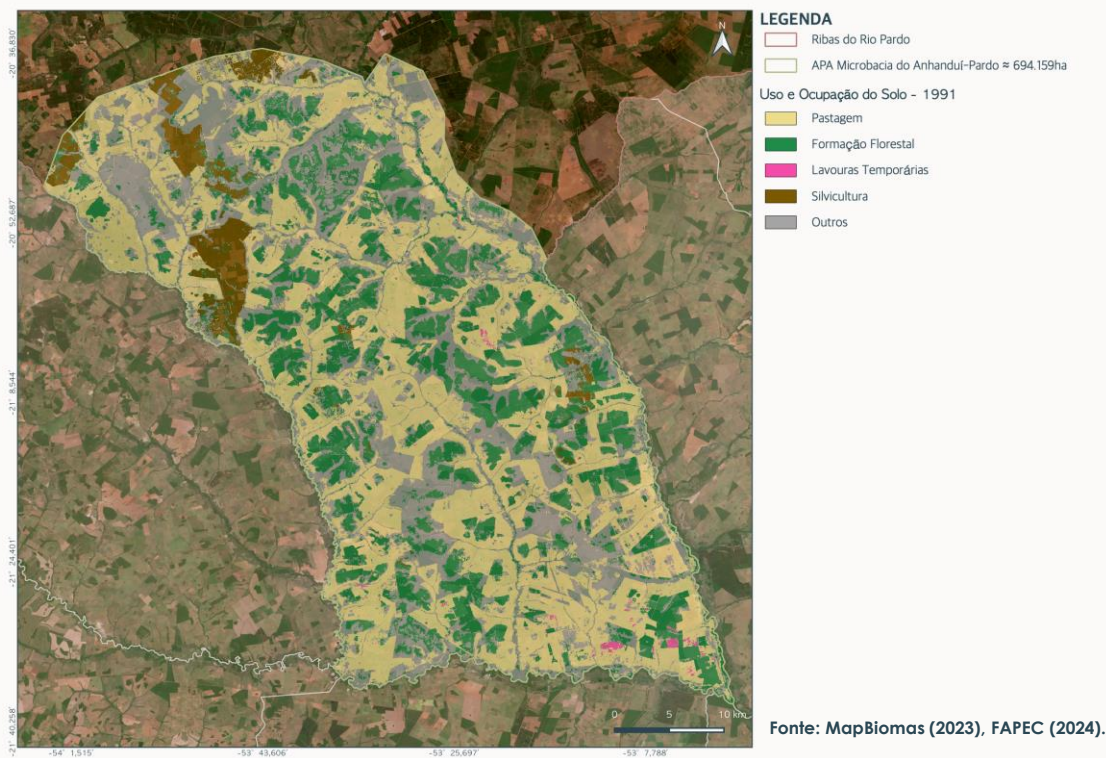 LEGENDA
Ribas do Rio Pardo
APA Microbacia do Anhanduí-Pardo ≈ 694.159ha
Uso e Ocupação do Solo - 1991
Pastagem
Formação Florestal
Lavouras Temporárias
Silvicultura
Outros
N
-20° 36,830
-20° 52,687
-21° 8,544
-21° 24,401
-21° 40,258
0 5 10 km
-54° 1,515 -53° 43,606 -53° 25,697 -53° 7,788
Fonte: MapBiomas (2023), FAPEC (2024).